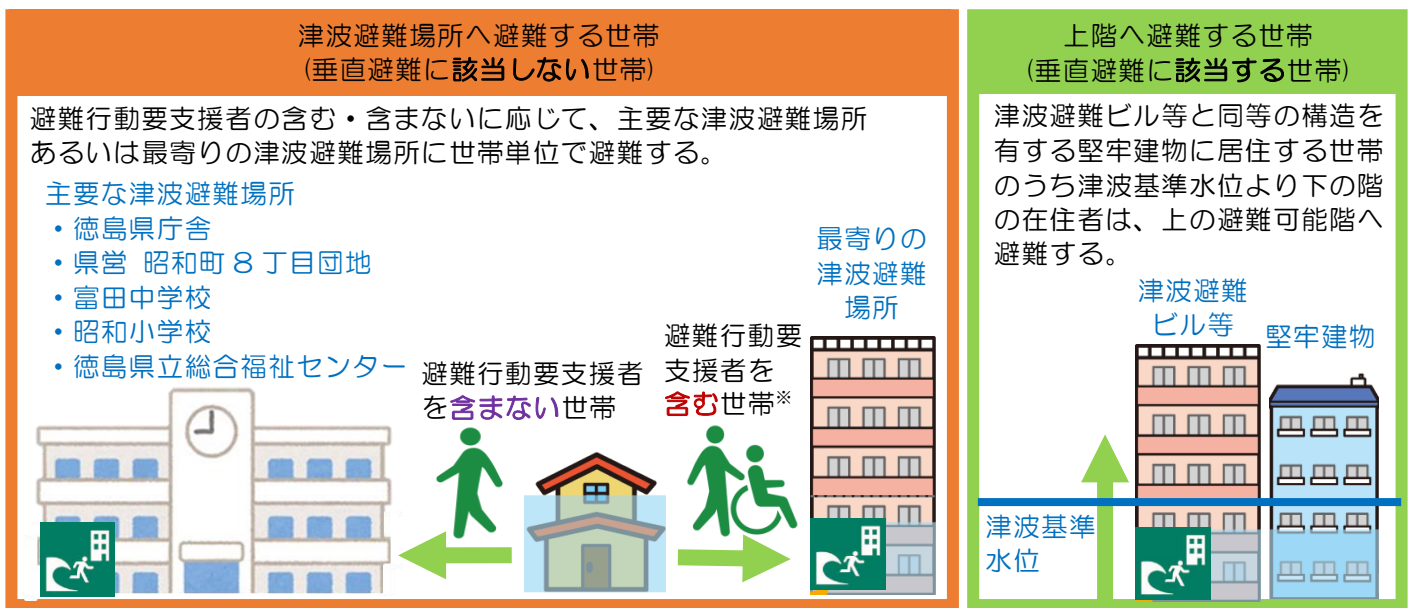 津波避難場所へ避難する世帯
(垂直避難に該当しない世帯)
避難行動要支援者の含む・含まないに応じて、主要な津波避難場所
あるいは最寄りの津波避難場所に世帯単位で避難する。
主要な津波避難場所
・徳島県庁舎
・県営 昭和町8丁目団地
・富田中学校
・昭和小学校
・徳島県立総合福祉センター
避難行動要支援者
を含まない世帯
避難行動要
支援者を
含む世帯※
最寄りの
津波避難
場所
上階へ避難する世帯
(垂直避難に該当する世帯)
津波避難ビル等と同等の構造を
有する堅牢建物に居住する世帯
のうち津波基準水位より下の階
の在住者は、上の避難可能階へ
避難する。
津波避難
ビル等
堅牢建物
津波基準
水位